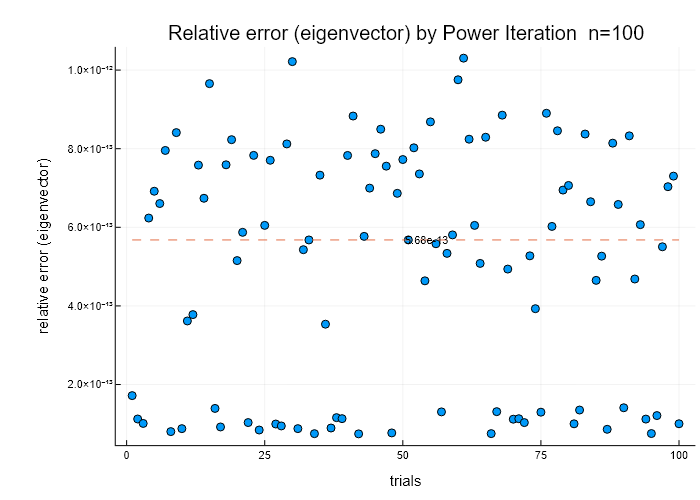 Relative error (eigenvector) by Power Iteration n=100
relative error (eigenvector)
1.0×10⁻¹²
8.0×10⁻¹³
6.0×10⁻¹³
4.0×10⁻¹³
2.0×10⁻¹³
5.68e-13
0 25 50 75 100
trials